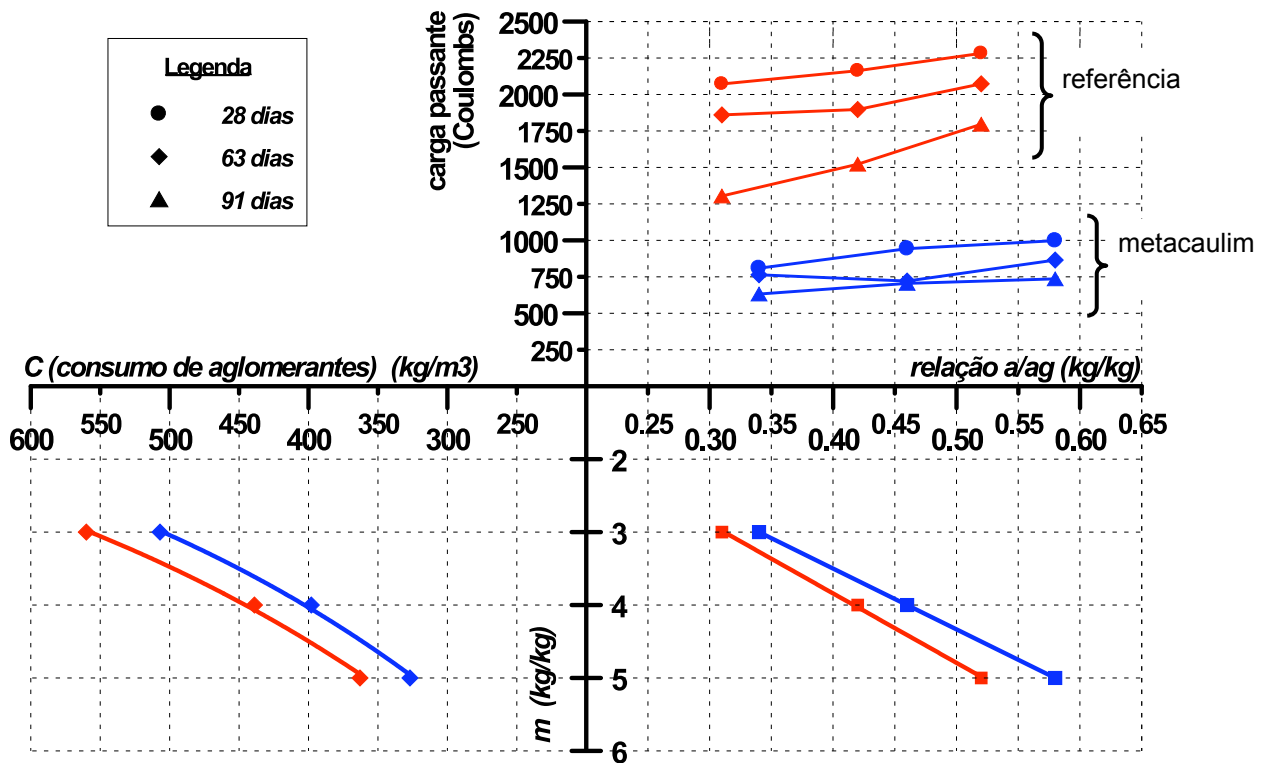 Legenda
28 dias
63 dias
91 dias
carga passante
(Coulombs)
2500
2250
2000
1750
1500
1250
1000
750
500
250
referência
metacaulim
C (consumo de aglomerantes) (kg/m3)
relação a/ag (kg/kg)
600 550 500 450 400 350 300 250
0.25 0.30 0.35 0.40 0.45 0.50 0.55 0.60 0.65
2
3
4
5
6
m (kg/kg)